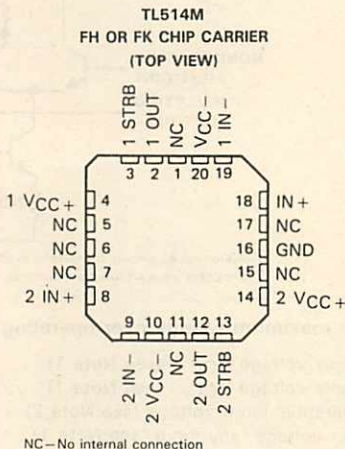 TL514M
FH OR FK CHIP CARRIER
(TOP VIEW)
1 STRB
1 OUT
NC
VCC−
1 IN−
3 2 1 20 19
1 VCC+ 4
NC 5
NC 6
NC 7
2 IN+ 8
18 IN+
17 NC
16 GND
15 NC
14 2 VCC+
9 10 11 12 13
2 IN−
VCC−
NC
2 OUT
2 STRB
NC—No internal connection